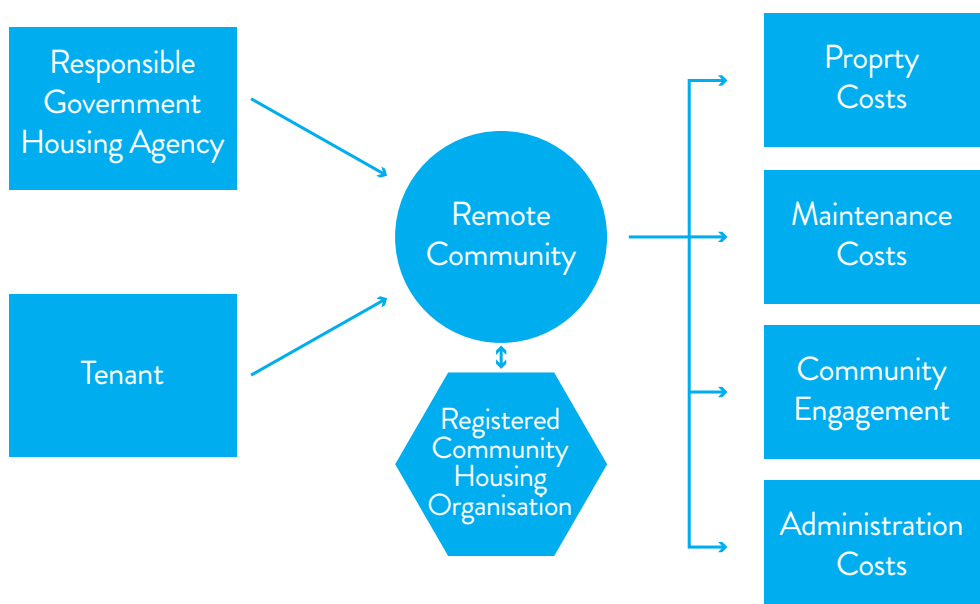 Responsible
Government
Housing Agency
Tenant
Remote
Community
Registered
Community
Housing
Organisation
Proprty
Costs
Maintenance
Costs
Community
Engagement
Administration
Costs